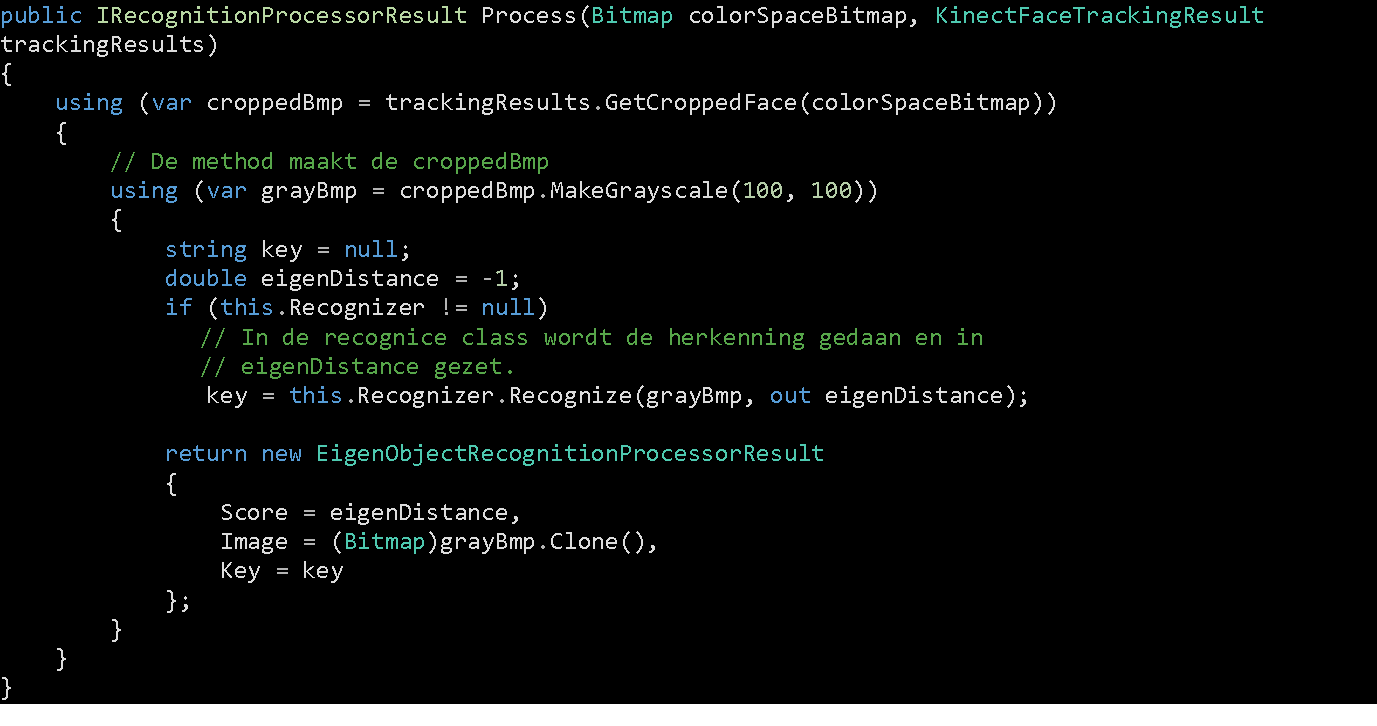 public IRecognitionProcessorResult Process(Bitmap colorSpaceBitmap, KinectFaceTrackingResult
trackingResults)
{
    using (var croppedBmp = trackingResults.GetCroppedFace(colorSpaceBitmap))
    {
        // De method maakt de croppedBmp
        using (var grayBmp = croppedBmp.MakeGrayscale(100, 100))
        {
            string key = null;
            double eigenDistance = -1;
            if (this.Recognizer != null)
               // In de recognice class wordt de herkenning gedaan en in
               // eigenDistance gezet.
               key = this.Recognizer.Recognize(grayBmp, out eigenDistance);

            return new EigenObjectRecognitionProcessorResult
            {
                Score = eigenDistance,
                Image = (Bitmap)grayBmp.Clone(),
                Key = key
            };
        }
    }
}